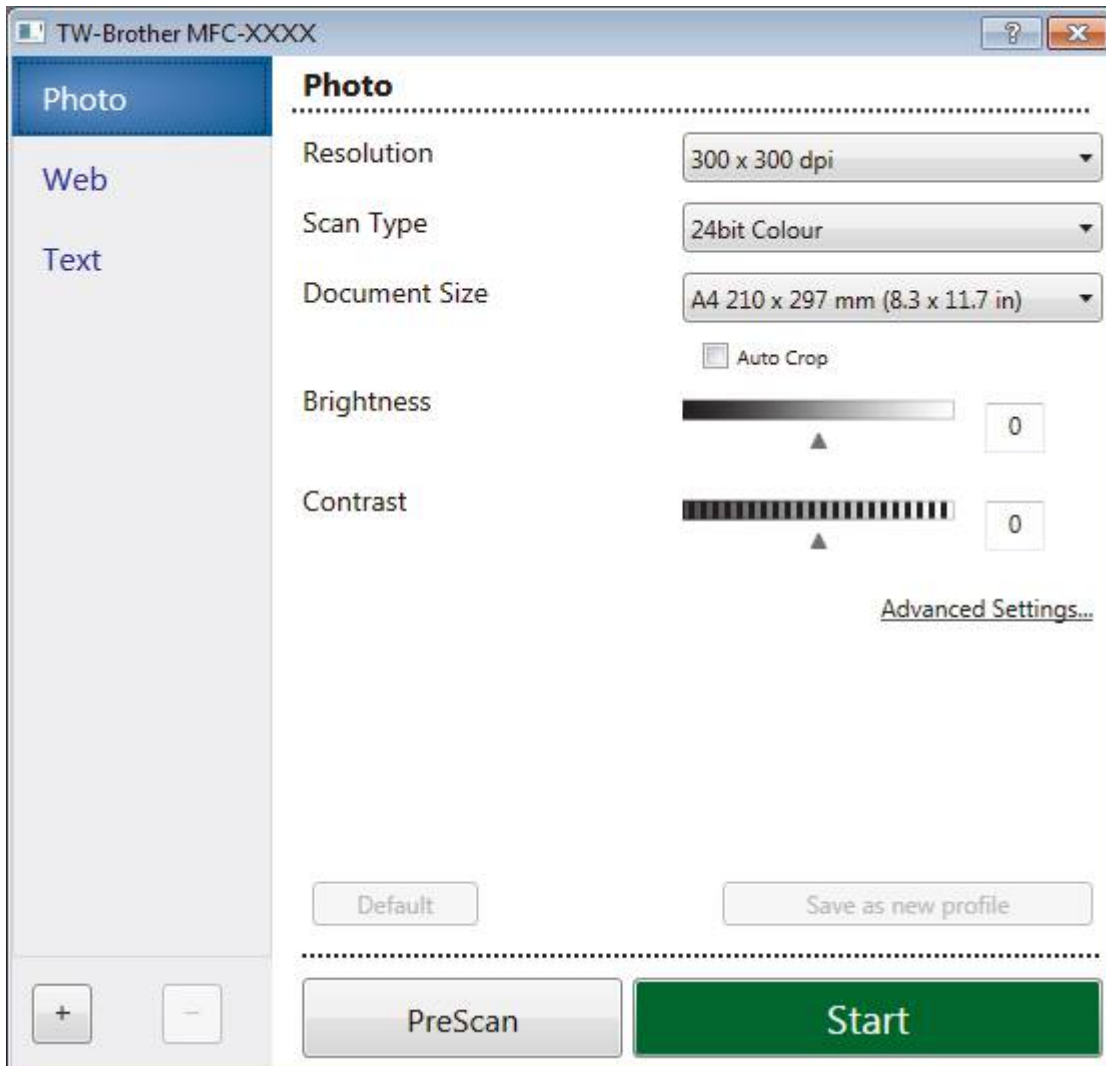 TW-Brother MFC-XXXX
Photo
Web
Text
Photo
Resolution
300 x 300 dpi
Scan Type
24bit Colour
Document Size
A4 210 x 297 mm (8.3 x 11.7 in)
Auto Crop
Brightness
0
Contrast
0
Advanced Settings...
Default
Save as new profile
+
−
PreScan
Start